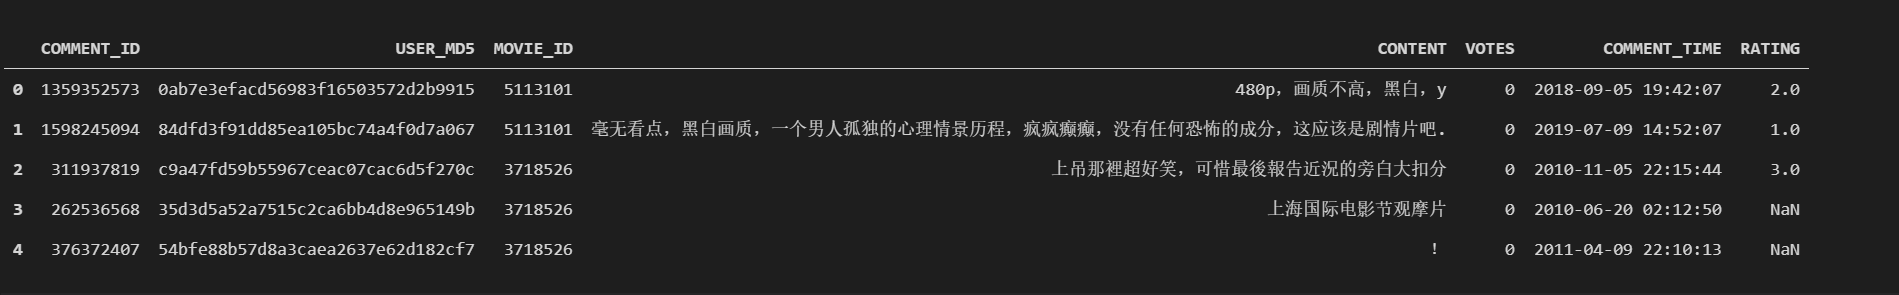 COMMENT_ID USER_MD5 MOVIE_ID CONTENT VOTES COMMENT_TIME RATING
0 1359352573 0ab7e3efacd56983f16503572d2b9915 5113101 480p，画质不高，黑白，y 0 2018-09-05 19:42:07 2.0
1 1598245094 84dfd3f91dd85ea105bc74a4f0d7a067 5113101 毫无看点，黑白画质，一个男人孤独的心理情景历程，疯疯癫癫，没有任何恐怖的成分，这应该是剧情片吧. 0 2019-07-09 14:52:07 1.0
2 311937819 c9a47fd59b55967ceac07cac6d5f270c 3718526 上吊那裡超好笑，可惜最後報告近況的旁白大扣分 0 2010-11-05 22:15:44 3.0
3 262536568 35d3d5a52a7515c2ca6bb4d8e965149b 3718526 上海国际电影节观摩片 0 2010-06-20 02:12:50 NaN
4 376372407 54bfe88b57d8a3caea2637e62d182cf7 3718526 ！ 0 2011-04-09 22:10:13 NaN